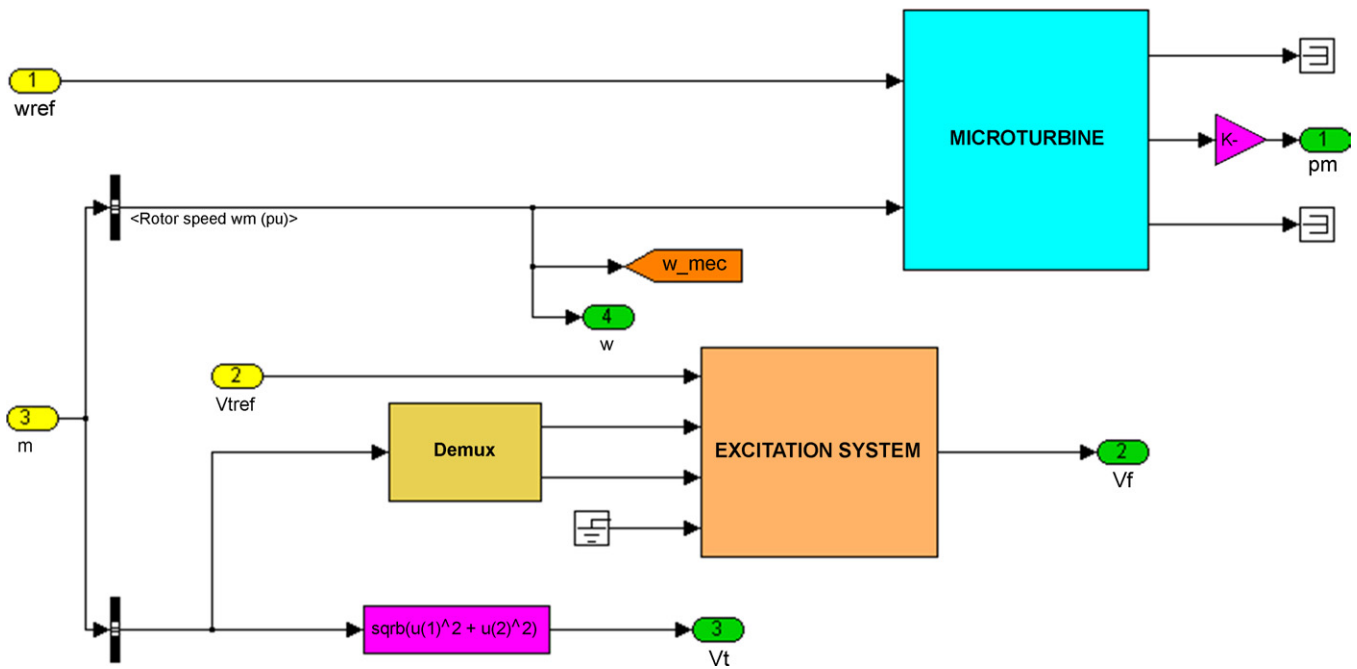 1
wref
MICROTURBINE
K-
1
pm
<Rotor speed wm (pu)>
w_mec
4
w
2
Vtref
3
m
Demux
EXCITATION SYSTEM
2
Vf
sqrb(u(1)^2 + u(2)^2)
3
Vt